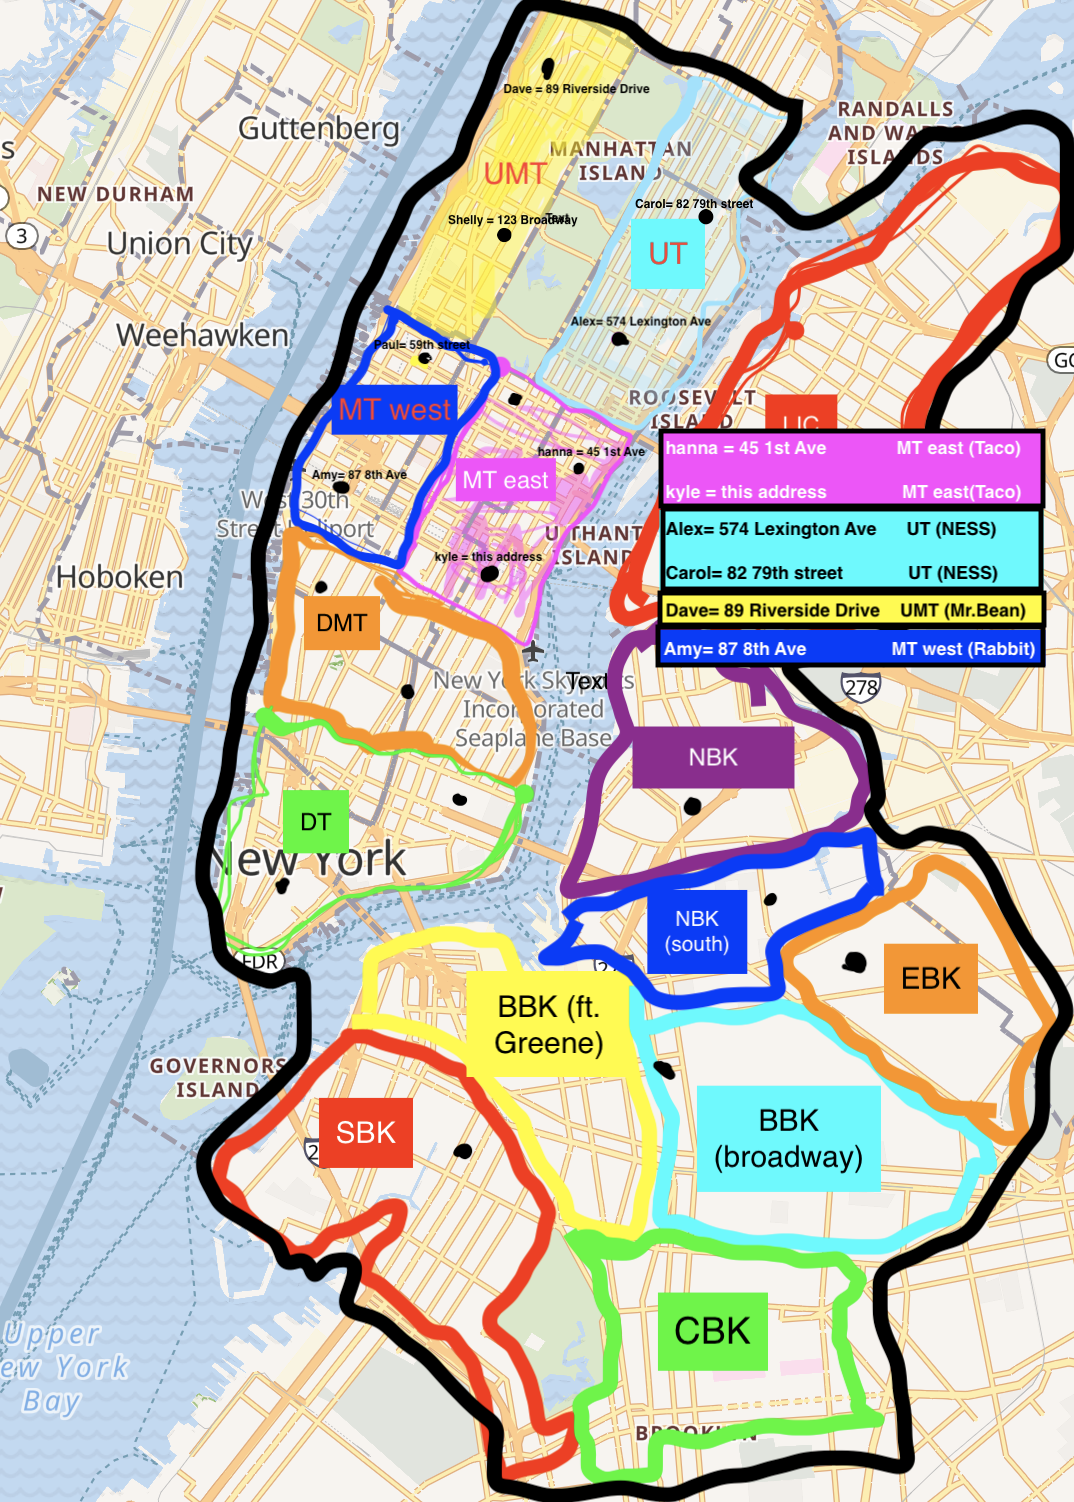 Dave = 89 Riverside Drive
RANDALLS
AND WARDS
ISLANDS
Guttenberg
MANHATTAN
ISLAND
UMT
NEW DURHAM
Carol= 82 79th street
Shelly = 123 Broadway
Text
3
Union City
UT
Alex= 574 Lexington Ave
Weehawken
Paul= 59th street
ROOSEVELT
ISLAND
MT west
hanna = 45 1st Ave MT east (Taco)
kyle = this address MT east(Taco)
Alex= 574 Lexington Ave UT (NESS)
Carol= 82 79th street UT (NESS)
Dave= 89 Riverside Drive UMT (Mr.Bean)
Amy= 87 8th Ave MT west (Rabbit)
hanna = 45 1st Ave
MT east
Amy= 87 8th Ave
West 30th
Street Heliport
U THANT
ISLAND
kyle = this address
Hoboken
DMT
Text
New York Skyports
Incorporated
Seaplane Base
278
NBK
DT
New York
NBK
(south)
FDR
EBK
BBK (ft.
Greene)
GOVERNORS
ISLAND
SBK
BBK
(broadway)
Upper
New York
Bay
CBK
BROOKLYN